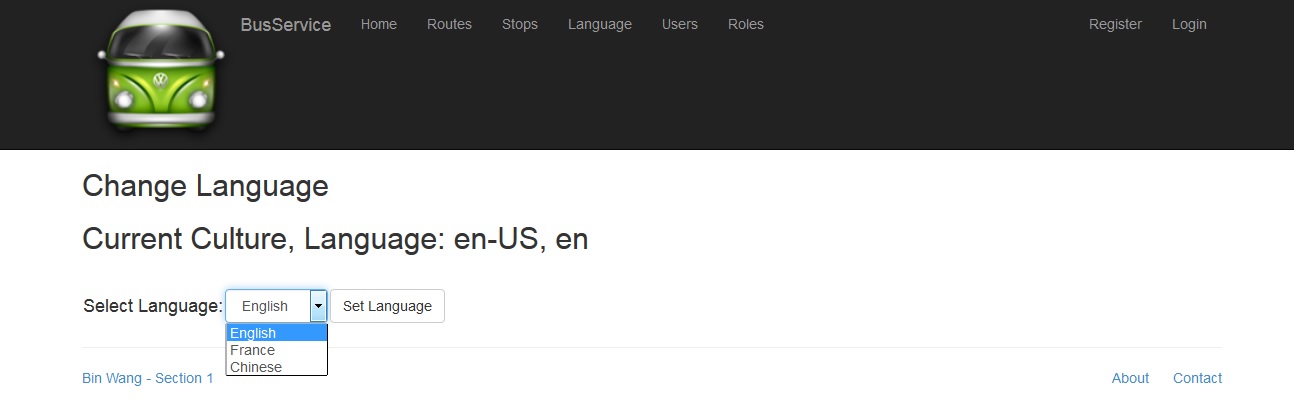 BusService Home Routes Stops Language Users Roles Register Login
Change Language
Current Culture, Language: en-US, en
Select Language: English Set Language
English
France
Chinese
Bin Wang - Section 1 About Contact